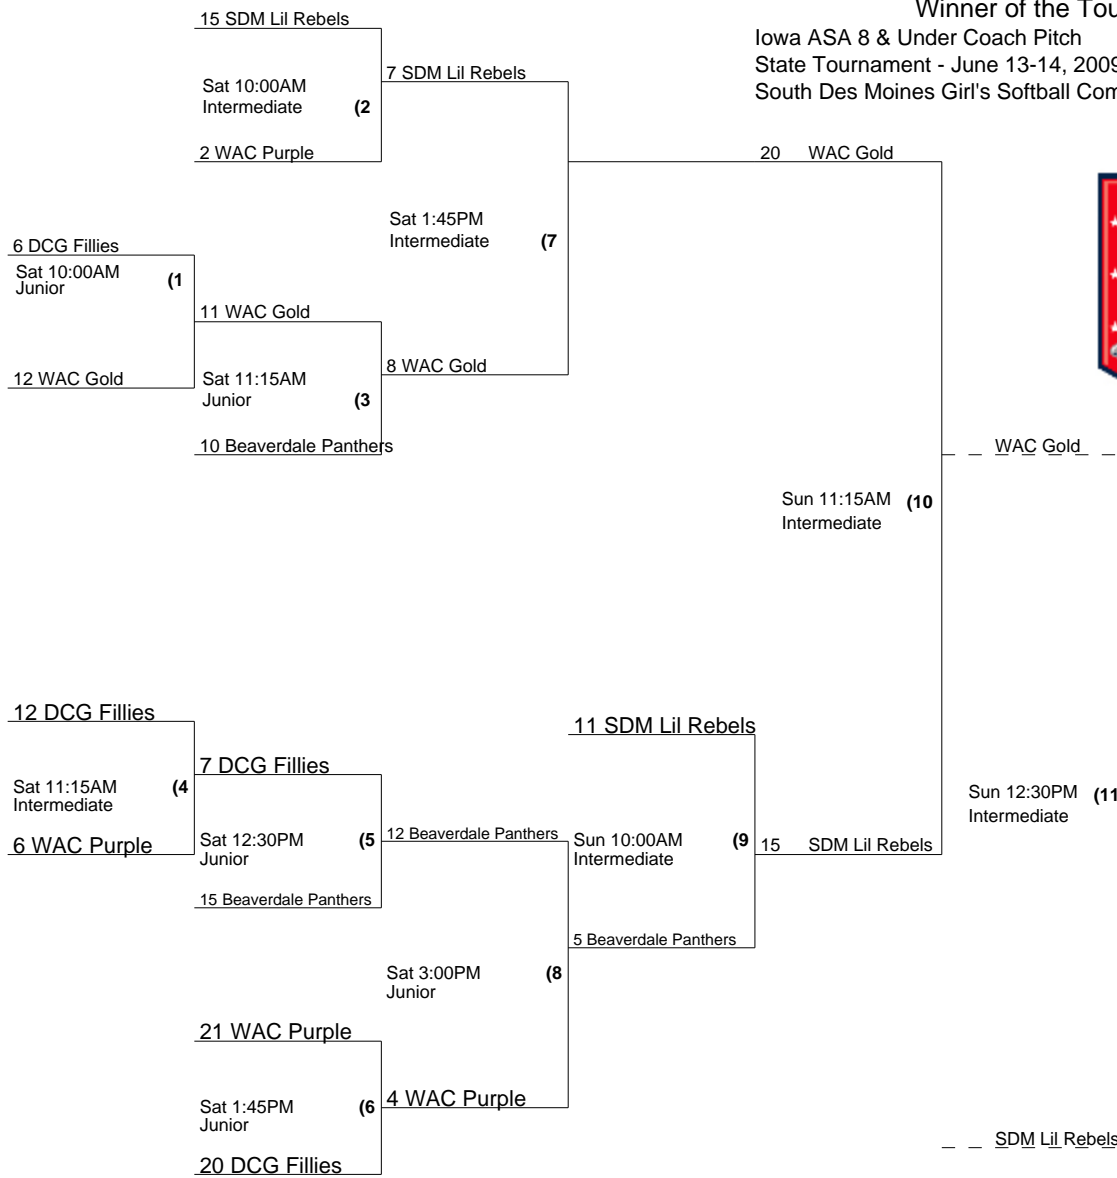 Winner of the Tou
Iowa ASA 8 & Under Coach Pitch
State Tournament - June 13-14, 2009
South Des Moines Girl's Softball Com
15 SDM Lil Rebels
Sat 10:00AM
Intermediate (2
7 SDM Lil Rebels
2 WAC Purple
20 WAC Gold
Sat 1:45PM
Intermediate (7
6 DCG Fillies
Sat 10:00AM
Junior (1
11 WAC Gold
12 WAC Gold
Sat 11:15AM
Junior (3
8 WAC Gold
10 Beaverdale Panthers
WAC Gold
Sun 11:15AM (10
Intermediate
12 DCG Fillies
11 SDM Lil Rebels
7 DCG Fillies
Sat 11:15AM (4
Intermediate
Sun 12:30PM (11
Intermediate
6 WAC Purple
Sat 12:30PM (5
Junior
12 Beaverdale Panthers
Sun 10:00AM (9
Intermediate
15 SDM Lil Rebels
15 Beaverdale Panthers
5 Beaverdale Panthers
Sat 3:00PM (8
Junior
21 WAC Purple
Sat 1:45PM (6
Junior
4 WAC Purple
20 DCG Fillies
SDM Lil Rebels